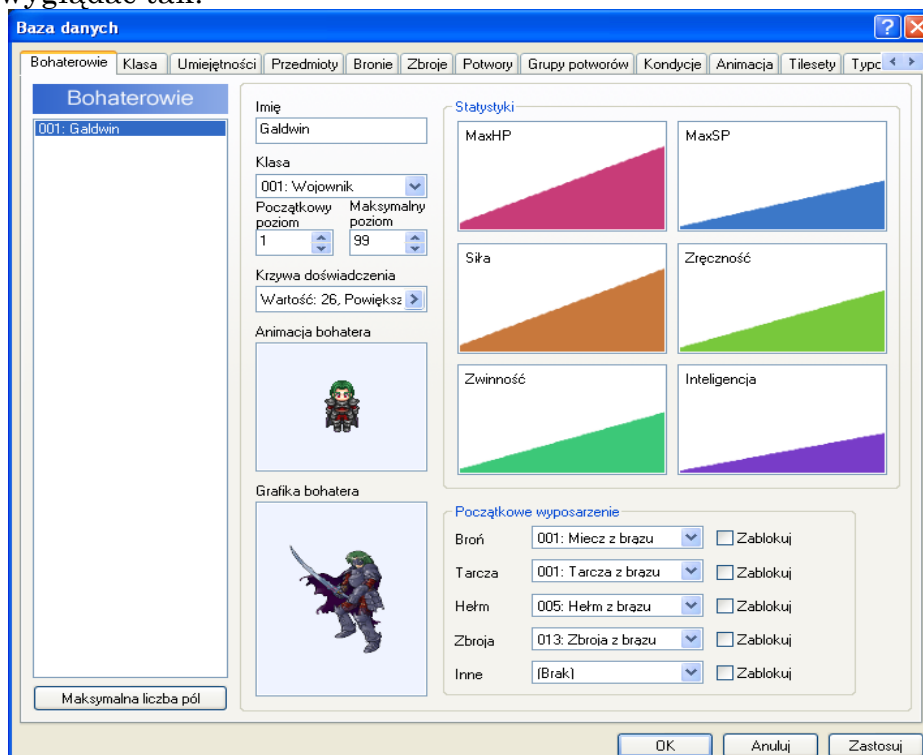 wyglądać tak:
Baza danych
Bohaterowie Klasa Umiejętności Przedmioty Bronie Zbroje Potwory Grupy potworów Kondycje Animacja Tilesety
Bohaterowie
001: Galdwin
Maksymalna liczba pól
Imię
Galdwin
Klasa
001: Wojownik
Początkowy poziom Maksymalny poziom
1 99
Krzywa doświadczenia
Wartość: 26, Powiększ
Animacja bohatera
Grafika bohatera
Statystyki
MaxHP MaxSP
Siła Zręczność
Zwinność Inteligencja
Początkowe wyposarzenie
Broń 001: Miecz z brązu Zablokuj
Tarcza 001: Tarcza z brązu Zablokuj
Hełm 005: Hełm z brązu Zablokuj
Zbroja 013: Zbroja z brązu Zablokuj
Inne (Brak) Zablokuj
OK Anuluj Zastosuj